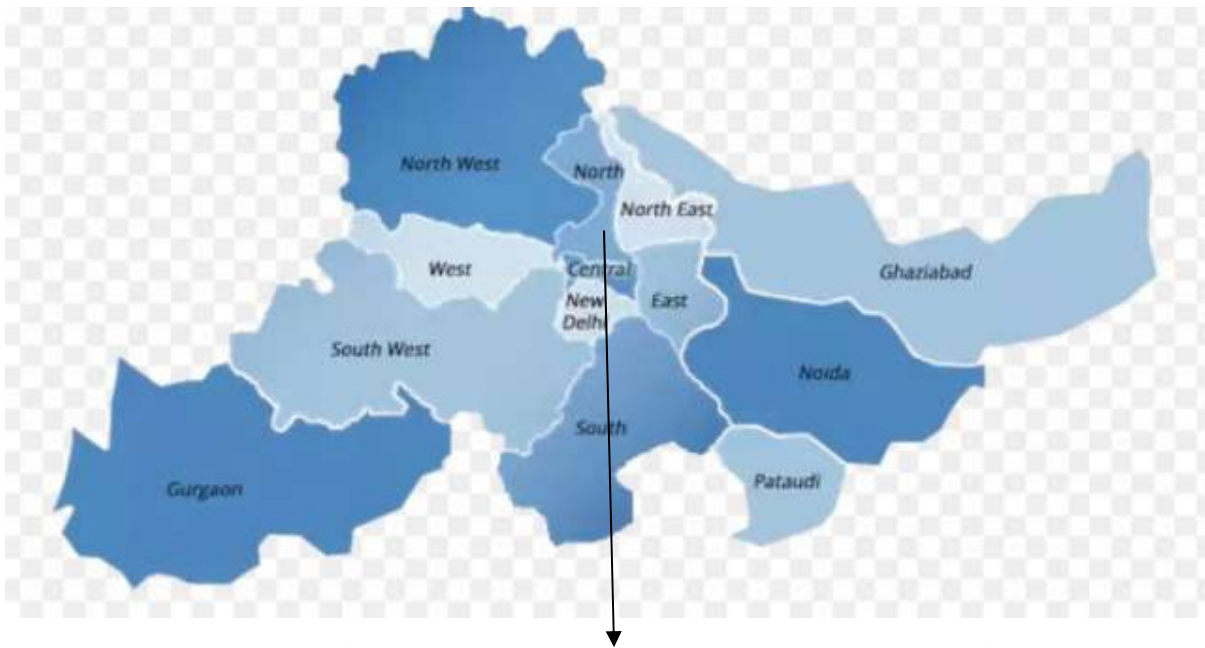 North West
North
North East
West
Central
Ghaziabad
New
Delhi
East
South West
Noida
South
Gurgaon
Pataudi